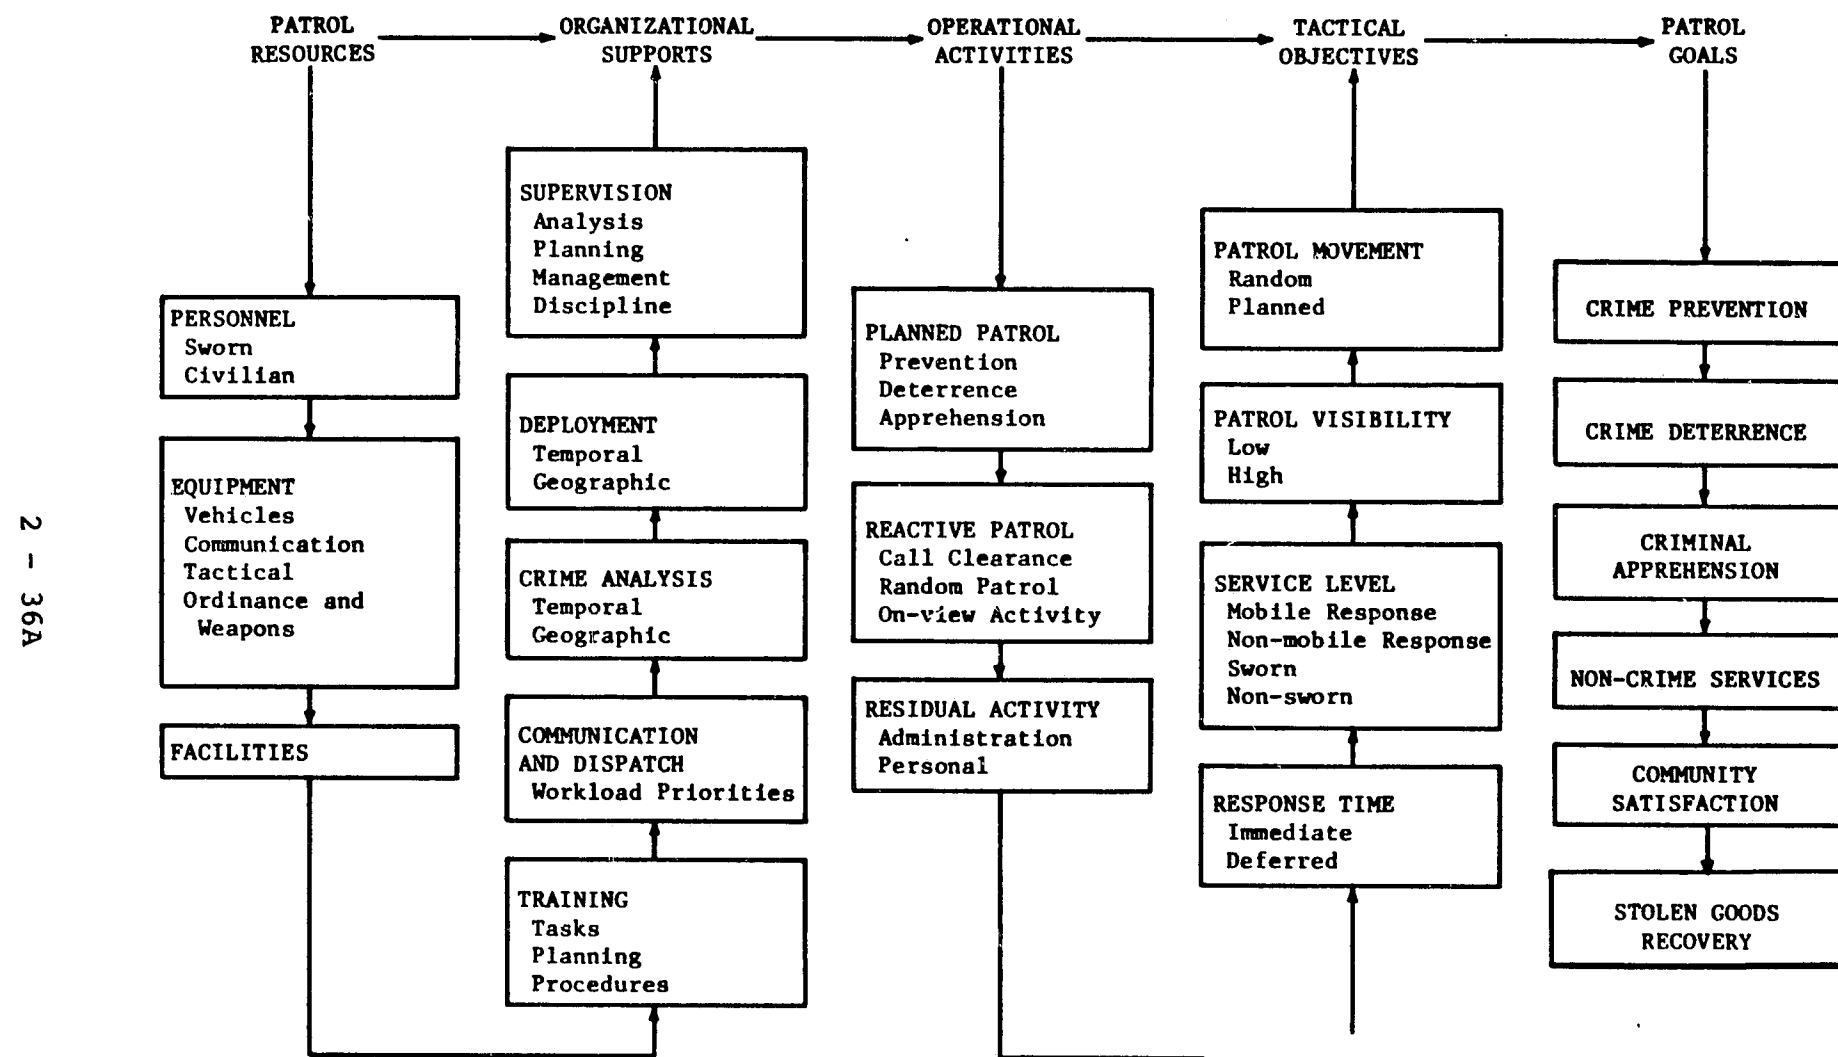 PATROL
RESOURCES
ORGANIZATIONAL
SUPPORTS
OPERATIONAL
ACTIVITIES
TACTICAL
OBJECTIVES
PATROL
GOALS
PERSONNEL
Sworn
Civilian
EQUIPMENT
Vehicles
Communication
Tactical
Ordinance and
Weapons
FACILITIES
SUPERVISION
Analysis
Planning
Management
Discipline
DEPLOYMENT
Temporal
Geographic
CRIME ANALYSIS
Temporal
Geographic
COMMUNICATION
AND DISPATCH
Workload Priorities
TRAINING
Tasks
Planning
Procedures
PLANNED PATROL
Prevention
Deterrence
Apprehension
REACTIVE PATROL
Call Clearance
Random Patrol
On-view Activity
RESIDUAL ACTIVITY
Administration
Personal
PATROL MOVEMENT
Random
Planned
PATROL VISIBILITY
Low
High
SERVICE LEVEL
Mobile Response
Non-mobile Response
Sworn
Non-sworn
RESPONSE TIME
Immediate
Deferred
CRIME PREVENTION
CRIME DETERRENCE
CRIMINAL
APPREHENSION
NON-CRIME SERVICES
COMMUNITY
SATISFACTION
STOLEN GOODS
RECOVERY
2 - 36A